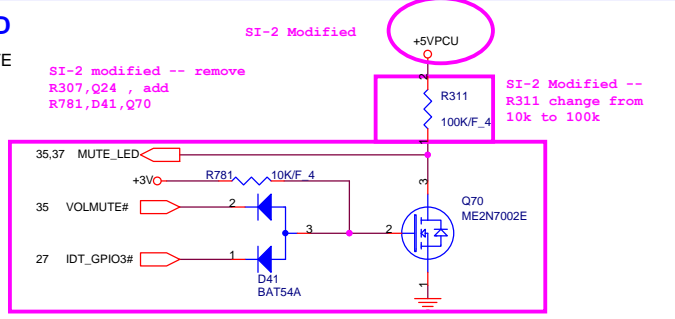 D
TE
SI-2 Modified
+5VPCU
SI-2 modified -- remove
R307,Q24 , add
R781,D41,Q70
2
R311
100K/F_4
1
SI-2 Modified --
R311 change from
10k to 100k
35,37 MUTE_LED
+3V
R781
10K/F_4
3
Q70
ME2N7002E
35 VOLMUTE#
2
3
2
27 IDT_GPIO3#
1
D41
BAT54A
1